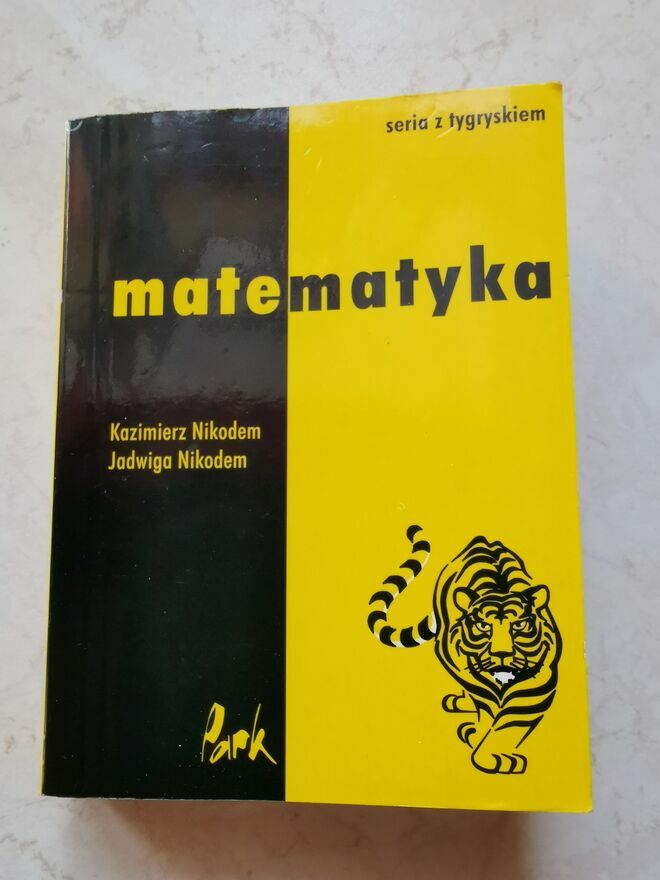 seria z tygryskiem
matematyka
Kazimierz Nikodem
Jadwiga Nikodem
Park